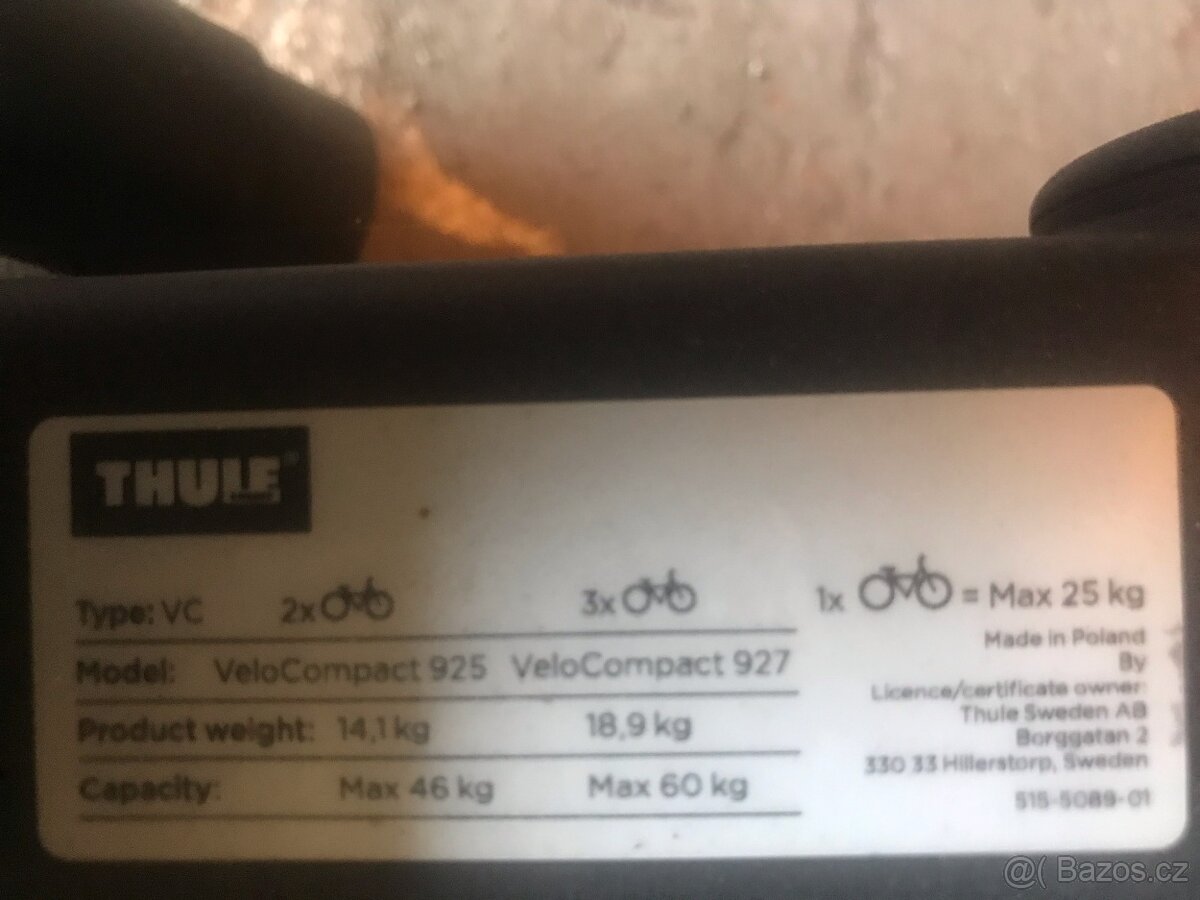 THULE
Type: VC 2x 3x 1x = Max 25 kg
Model: VeloCompact 925 VeloCompact 927
Product weight: 14,1 kg 18,9 kg
Capacity: Max 46 kg Max 60 kg
Made in Poland
By
Licence/certificate owner:
Thule Sweden AB
Borggatan 2
330 33 Hillerstorp, Sweden
515-5089-01
@( Bazos.cz